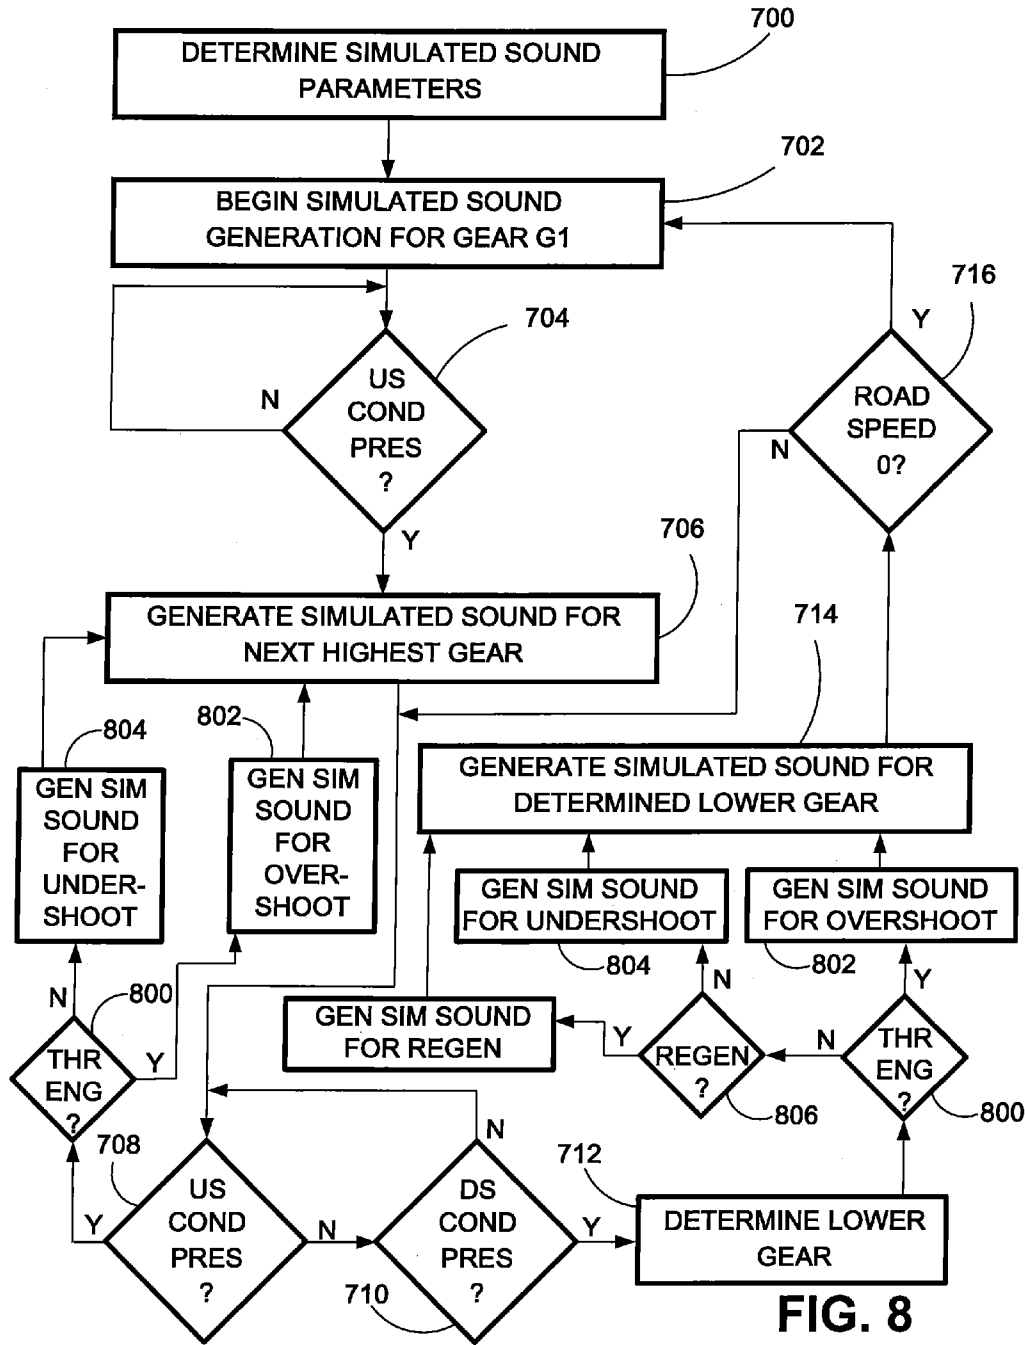 700
DETERMINE SIMULATED SOUND
PARAMETERS
702
BEGIN SIMULATED SOUND
GENERATION FOR GEAR G1
716
704
Y
US
COND
PRES
?
N
ROAD
SPEED
0?
N
Y
706
GENERATE SIMULATED SOUND FOR
NEXT HIGHEST GEAR
714
804
802
GEN SIM
SOUND
FOR
UNDER-
SHOOT
GEN SIM
SOUND
FOR
OVER-
SHOOT
GENERATE SIMULATED SOUND FOR
DETERMINED LOWER GEAR
GEN SIM SOUND
FOR UNDERSHOOT
GEN SIM SOUND
FOR OVERSHOOT
804
802
N
800
N
Y
GEN SIM SOUND
FOR REGEN
Y
REGEN
?
N
THR
ENG
?
THR
ENG
?
Y
806
800
708
N
712
US
COND
PRES
?
Y
N
DS
COND
PRES
?
Y
DETERMINE LOWER
GEAR
710
FIG. 8